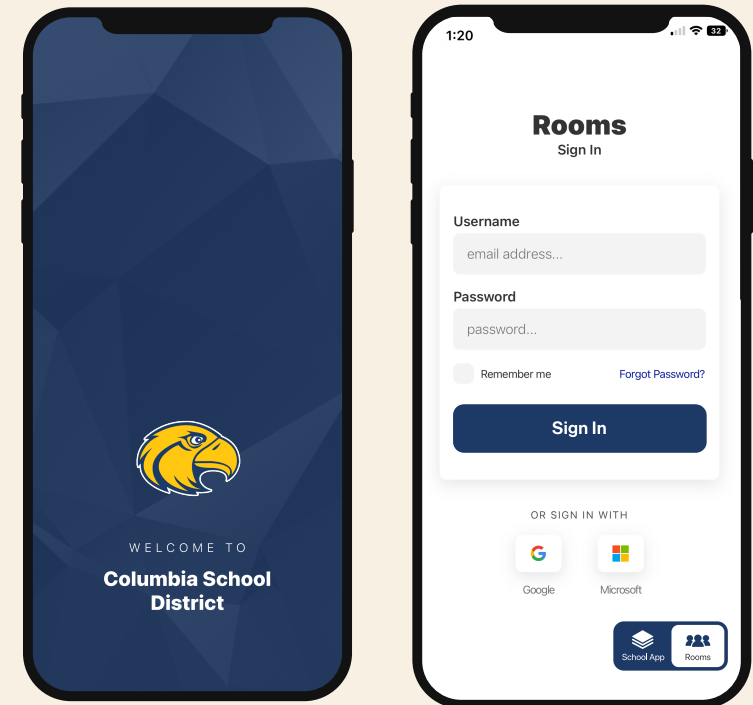 WELCOME TO
Columbia School
District
1:20
32
Rooms
Sign In
Username
email address...
Password
password...
Remember me
Forgot Password?
Sign In
OR SIGN IN WITH
Google
Microsoft
School App
Rooms